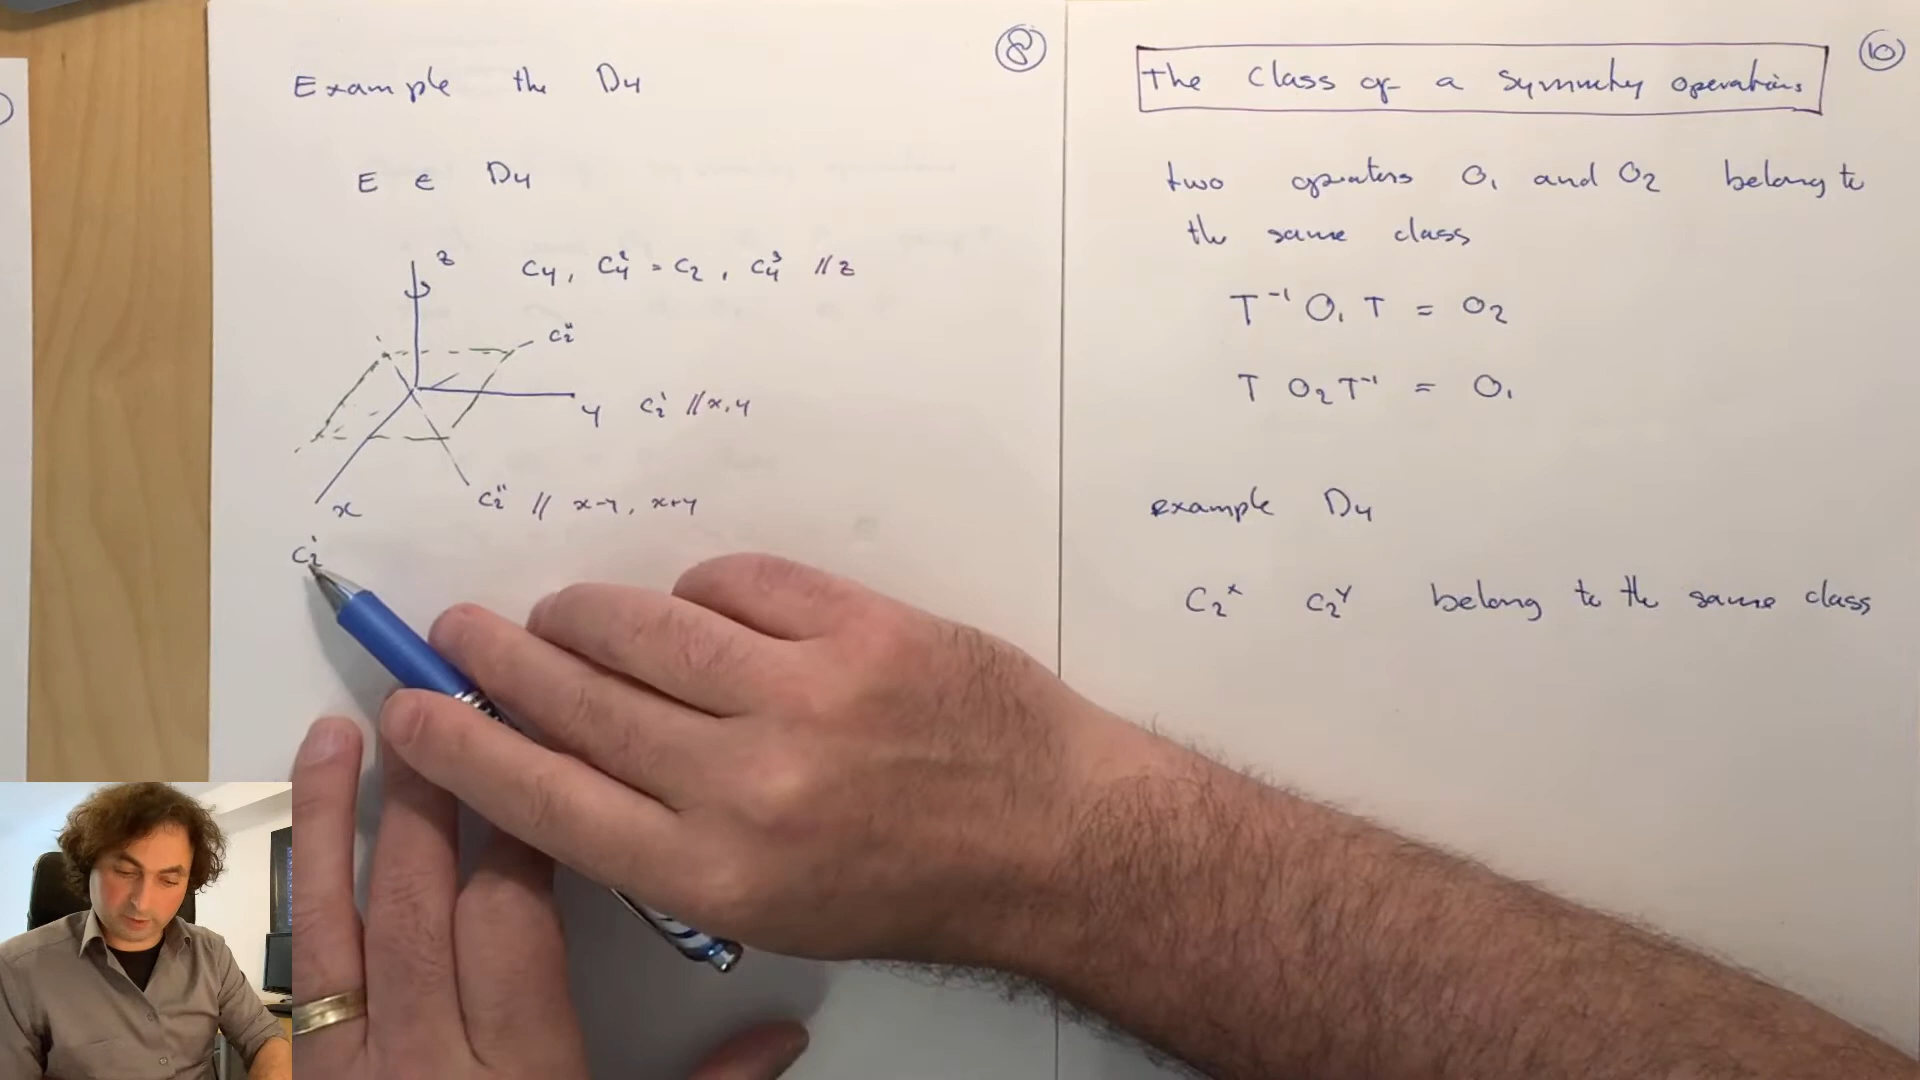 ⑧
Example the D4
E ∈ D4
z C4, C4² = C2, C4³ // z
C2''
y C2' // x, y
C2'' // x-y, x+y
x
C2'
⑩
The Class of a Symmetry operations
two operators O1 and O2 belong to
the same class
T⁻¹ O1 T = O2
T O2 T⁻¹ = O1
example D4
C2ˣ C2ʸ belong to the same class